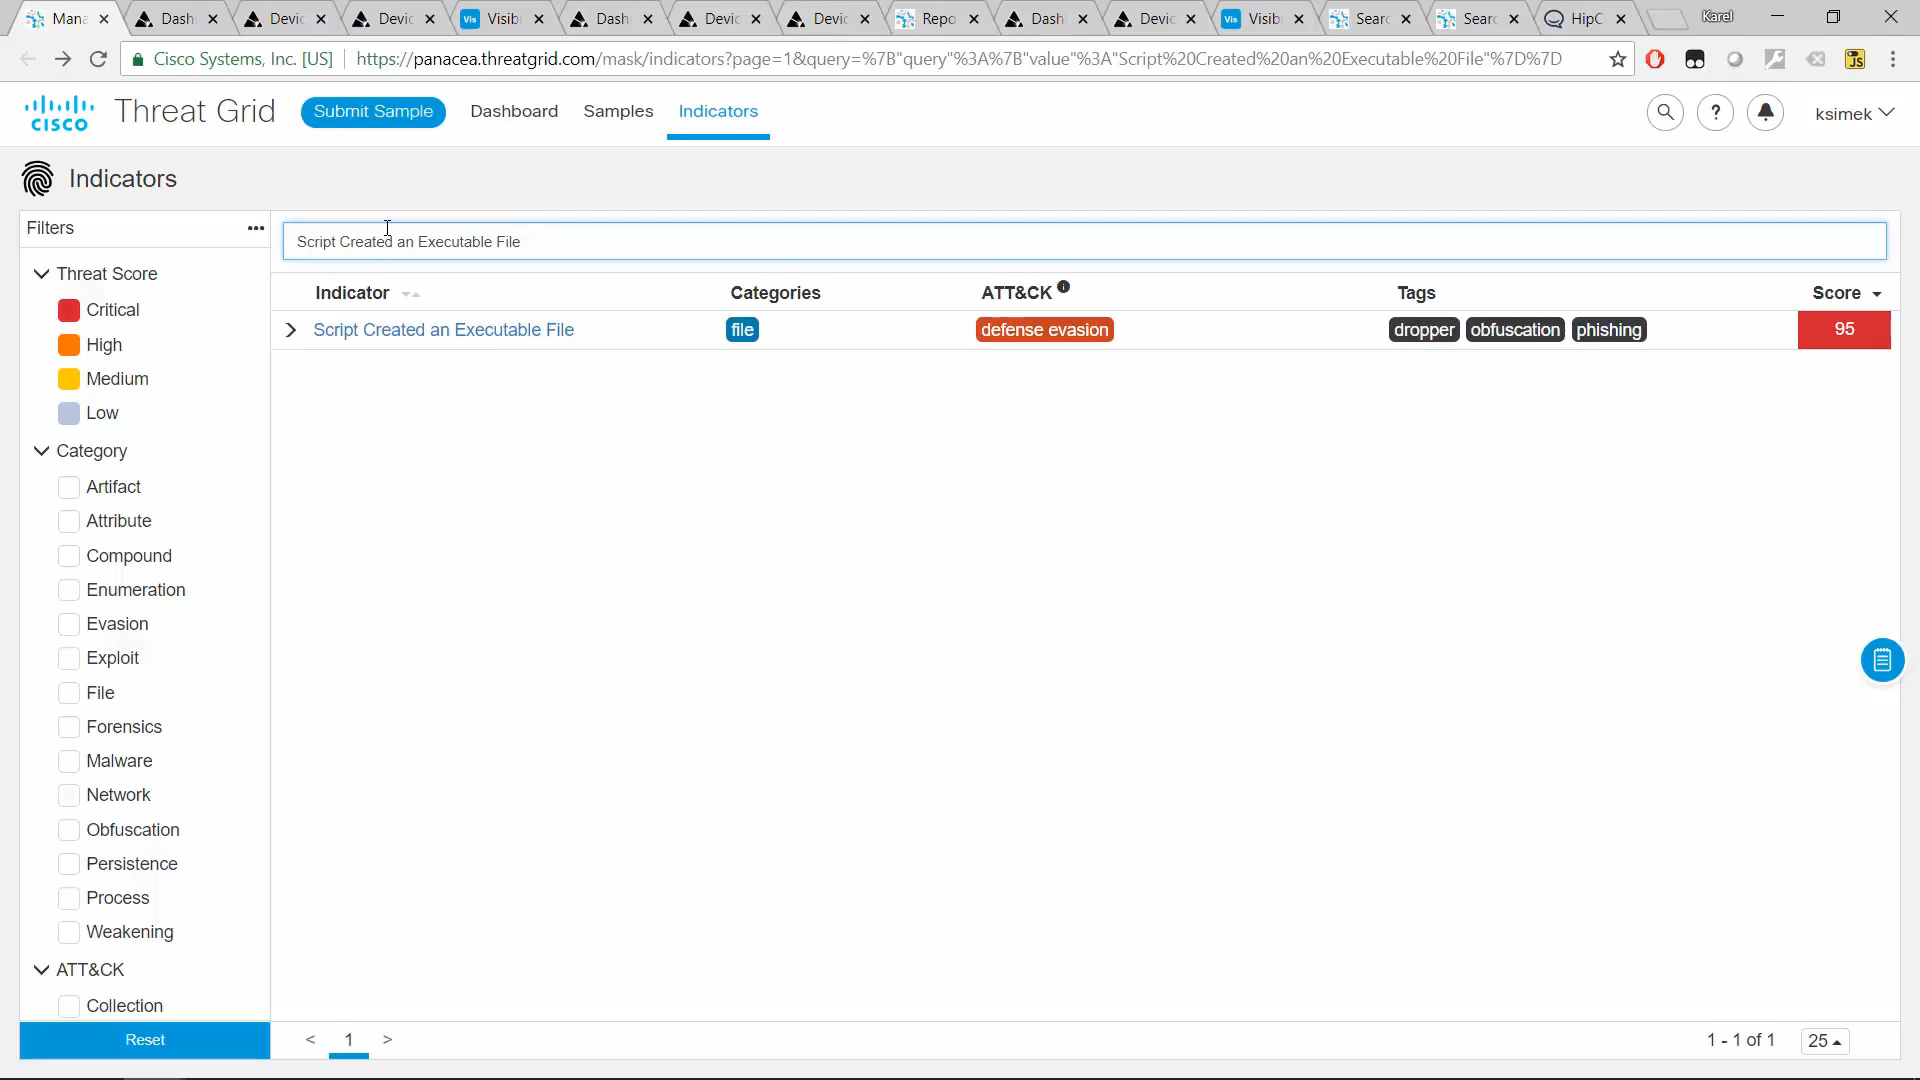 Mana
Dash
Devic
Devic
Vis Visibi
Dash
Devic
Devic
Repo
Dash
Devic
Vis Visibi
Searc
Searc
HipC
Karel
Cisco Systems, Inc. [US]
https://panacea.threatgrid.com/mask/indicators?page=1&query=%7B"query"%3A%7B"value"%3A"Script%20Created%20an%20Executable%20File"%7D%7D
JS
cisco
Threat Grid
Submit Sample
Dashboard
Samples
Indicators
?
ksimek
Indicators
Filters
Script Created an Executable File
Threat Score
Critical
High
Medium
Low
Category
Artifact
Attribute
Compound
Enumeration
Evasion
Exploit
File
Forensics
Malware
Network
Obfuscation
Persistence
Process
Weakening
ATT&CK
Collection
Reset
Indicator Categories ATT&CK Tags Score
Script Created an Executable File file defense evasion dropper obfuscation phishing 95
< 1 >
1 - 1 of 1 25